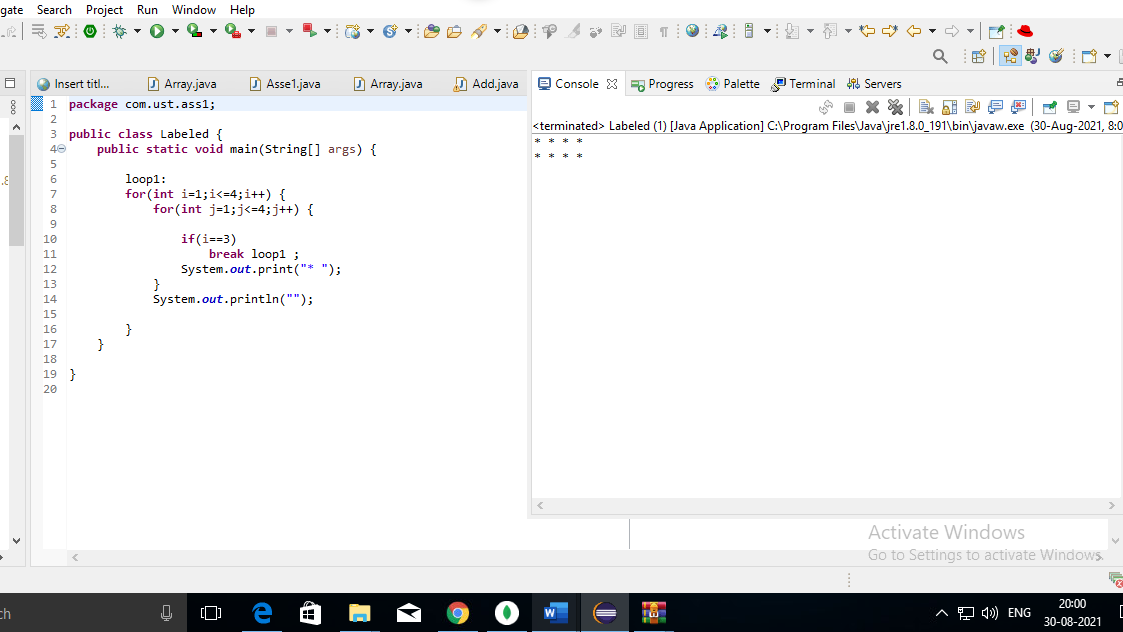 gate Search Project Run Window Help
Insert titl... Array.java Asse1.java Array.java Add.java
Console Progress Palette Terminal Servers
<terminated> Labeled (1) [Java Application] C:\Program Files\Java\jre1.8.0_191\bin\javaw.exe (30-Aug-2021, 8:0
* * * *
* * * *
1 package com.ust.ass1;
2
3 public class Labeled {
4 public static void main(String[] args) {
5
6 loop1:
7 for(int i=1;i<=4;i++) {
8 for(int j=1;j<=4;j++) {
9
10 if(i==3)
11 break loop1 ;
12 System.out.print("* ");
13 }
14 System.out.println("");
15
16 }
17 }
18
19 }
20
Activate Windows
Go to Settings to activate Windows.
ch
ENG
20:00
30-08-2021